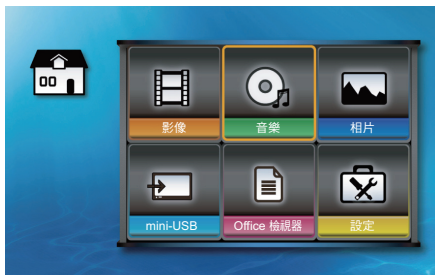 影像
音樂
相片
mini-USB
Office 檢視器
設定